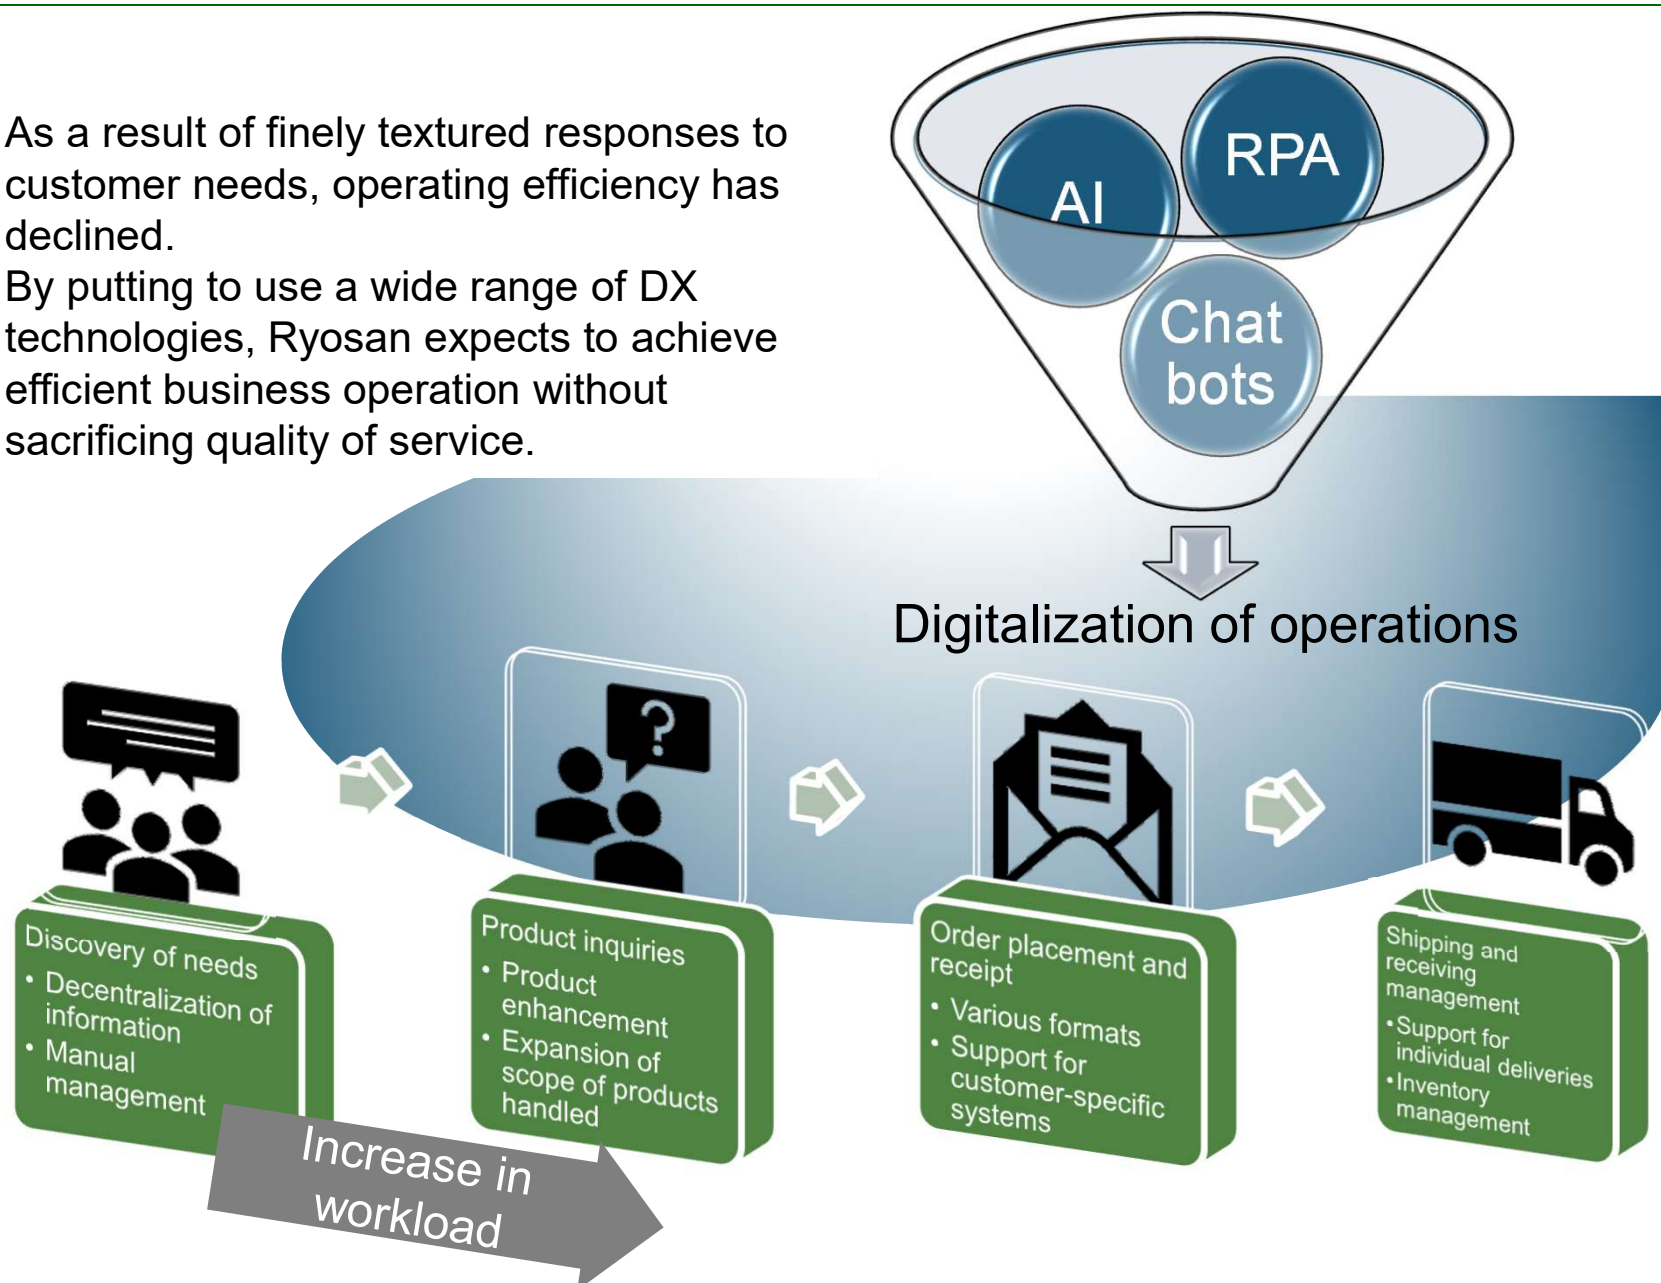 As a result of finely textured responses to
customer needs, operating efficiency has
declined.
By putting to use a wide range of DX
technologies, Ryosan expects to achieve
efficient business operation without
sacrificing quality of service.
AI
RPA
Chat
bots
Digitalization of operations
?
Discovery of needs
• Decentralization of
information
• Manual
management
Product inquiries
• Product
enhancement
• Expansion of
scope of products
handled
Order placement and
receipt
• Various formats
• Support for
customer-specific
systems
Shipping and
receiving
management
•Support for
individual deliveries
•Inventory
management
Increase in
workload